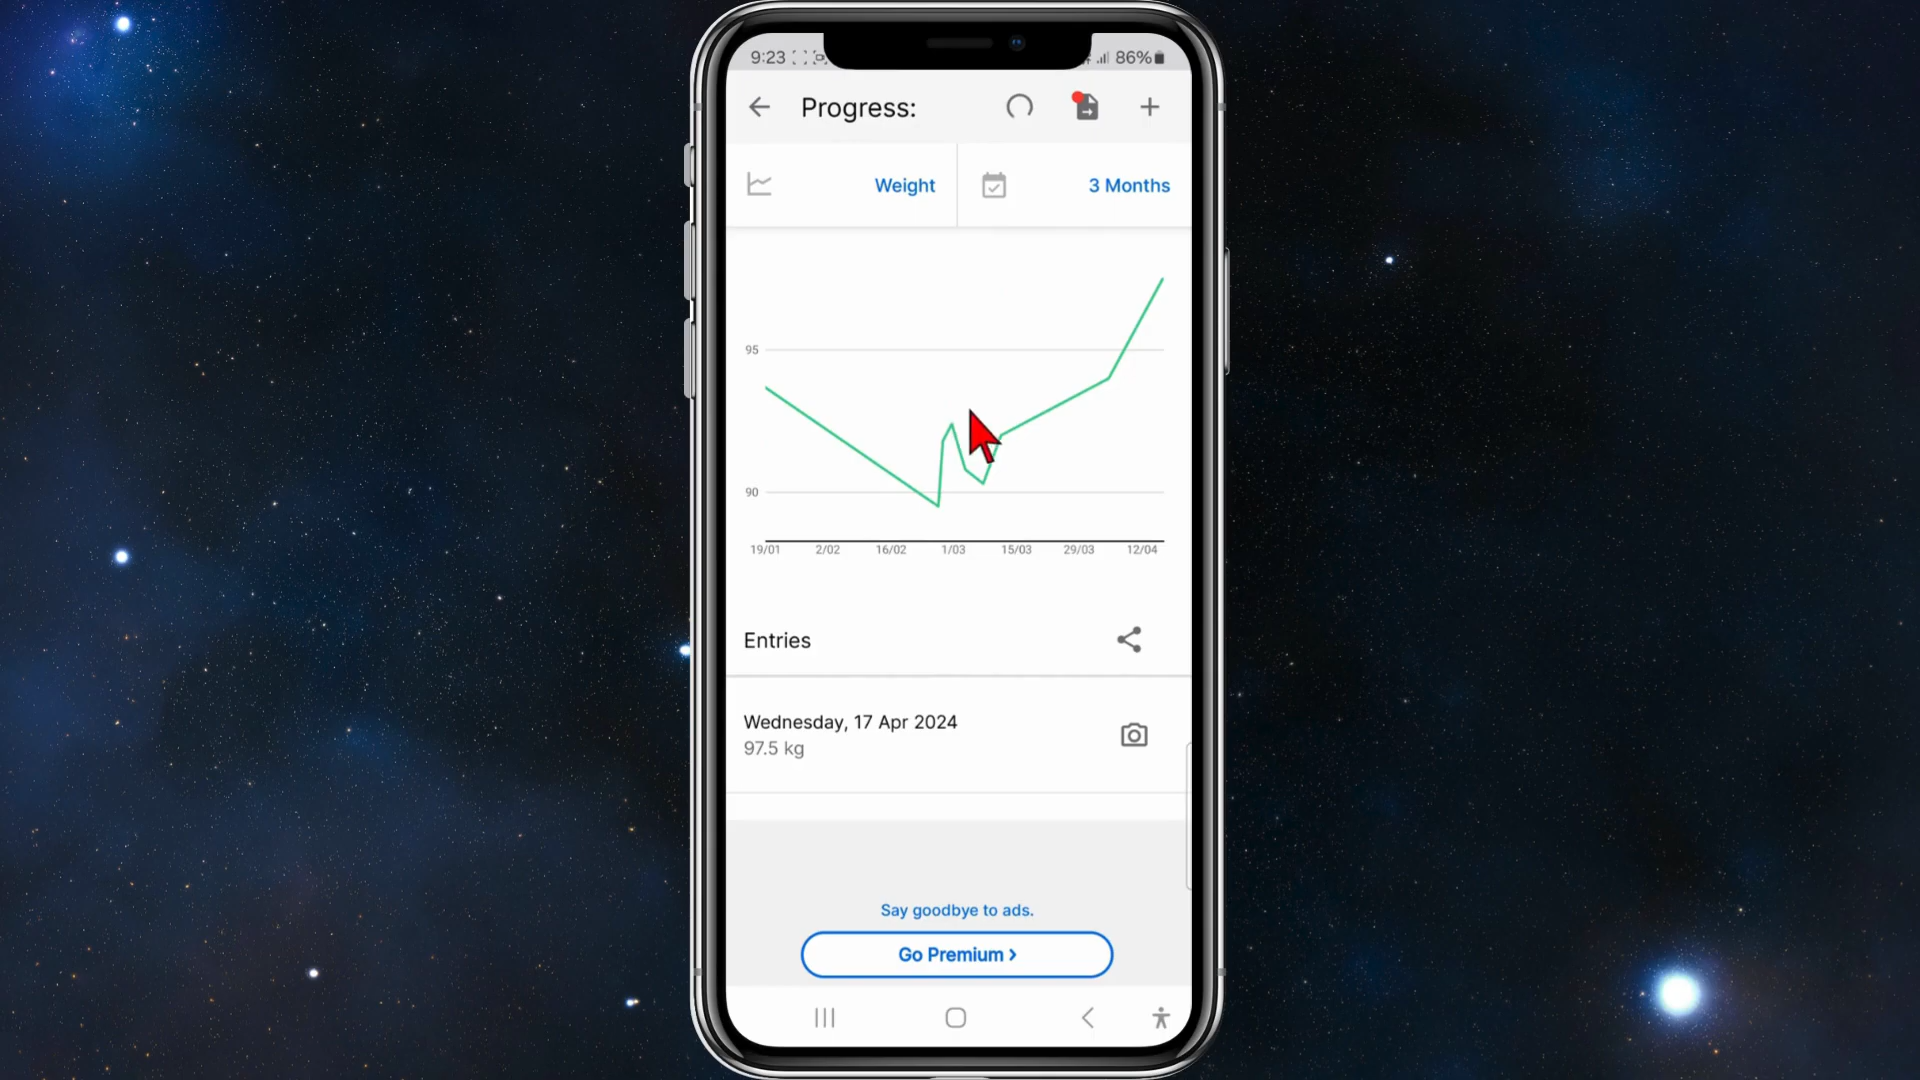 9:23
86%
Progress:
Weight
3 Months
95
90
19/01 2/02 16/02 1/03 15/03 29/03 12/04
Entries
Wednesday, 17 Apr 2024
97.5 kg
Say goodbye to ads.
Go Premium ›